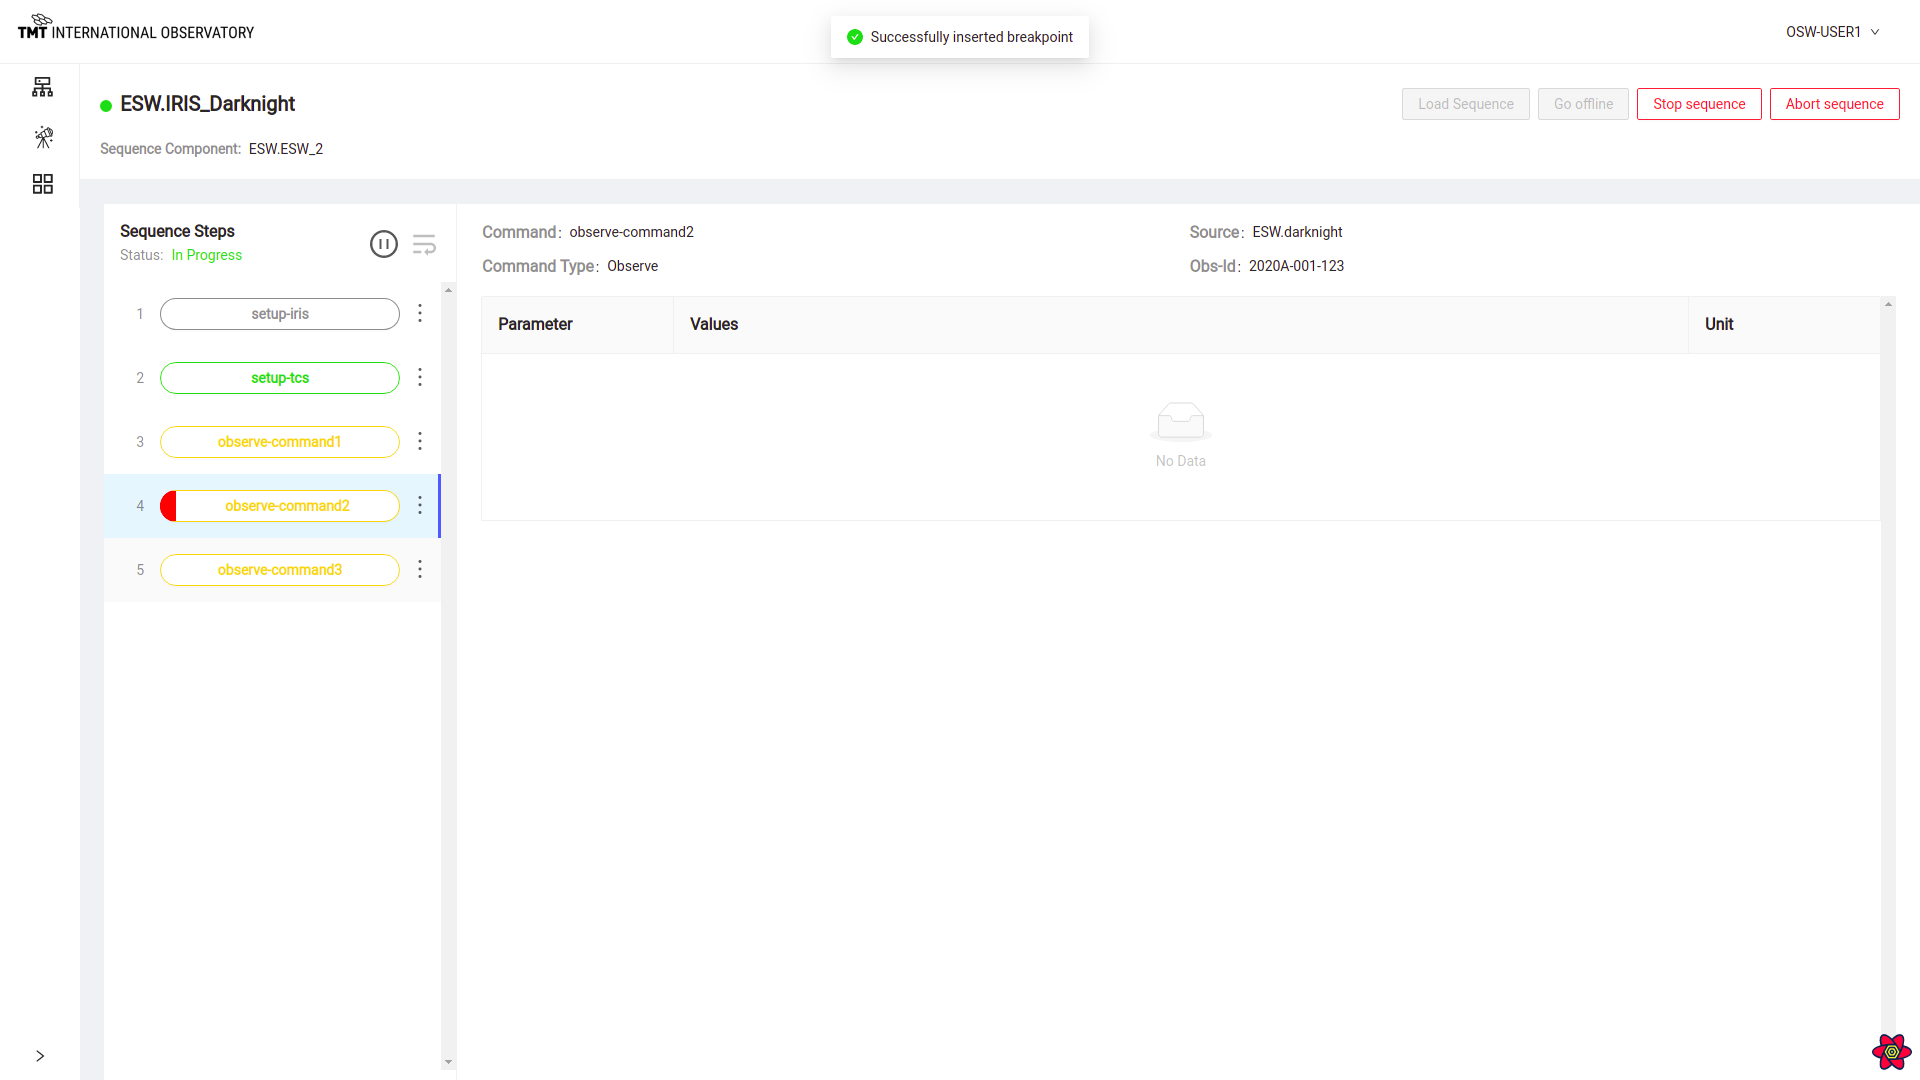 TMT INTERNATIONAL OBSERVATORY
Successfully inserted breakpoint
OSW-USER1
ESW.IRIS_Darknight
Load Sequence
Go offline
Stop sequence
Abort sequence
Sequence Component: ESW.ESW_2
Sequence Steps
Status: In Progress
1 setup-iris
2 setup-tcs
3 observe-command1
4 observe-command2
5 observe-command3
Command: observe-command2
Source: ESW.darknight
Command Type: Observe
Obs-Id: 2020A-001-123
Parameter Values Unit
No Data